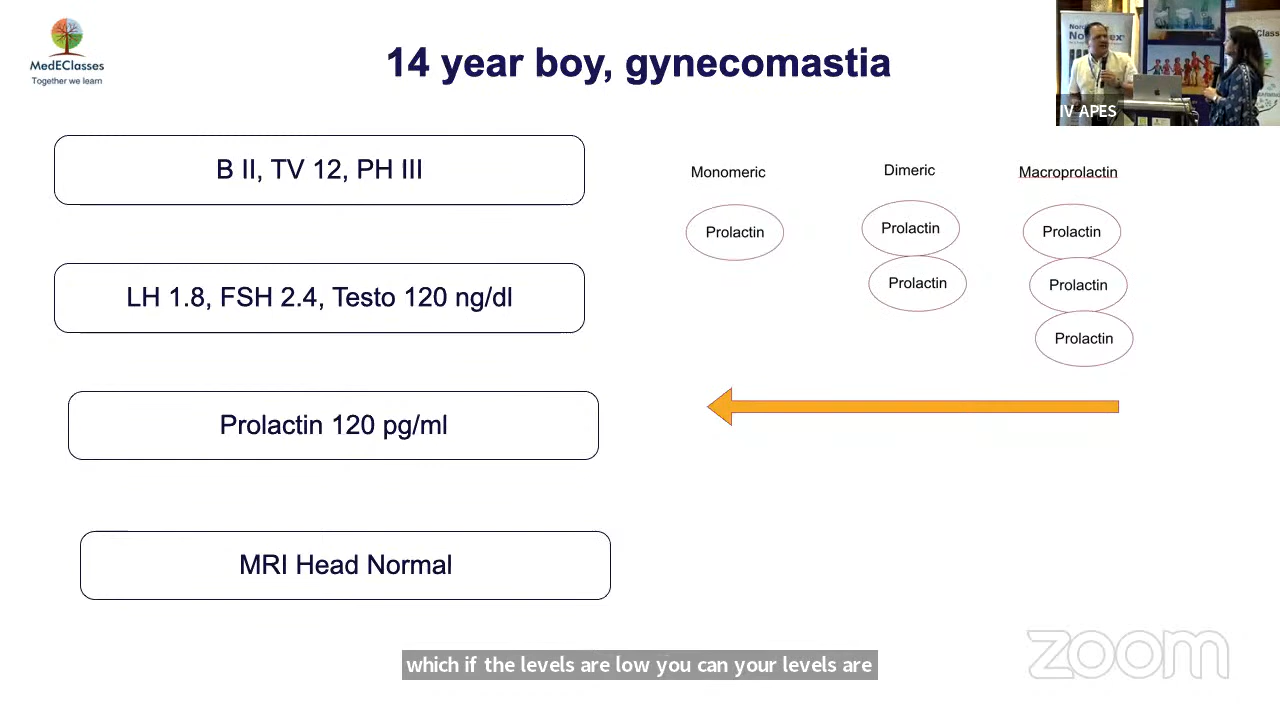 MedEClasses
Together we learn
14 year boy, gynecomastia
IV APES
B II, TV 12, PH III
LH 1.8, FSH 2.4, Testo 120 ng/dl
Prolactin 120 pg/ml
MRI Head Normal
Monomeric
Dimeric
Macroprolactin
Prolactin
Prolactin
Prolactin
Prolactin
Prolactin
Prolactin
which if the levels are low you can your levels are
zoom